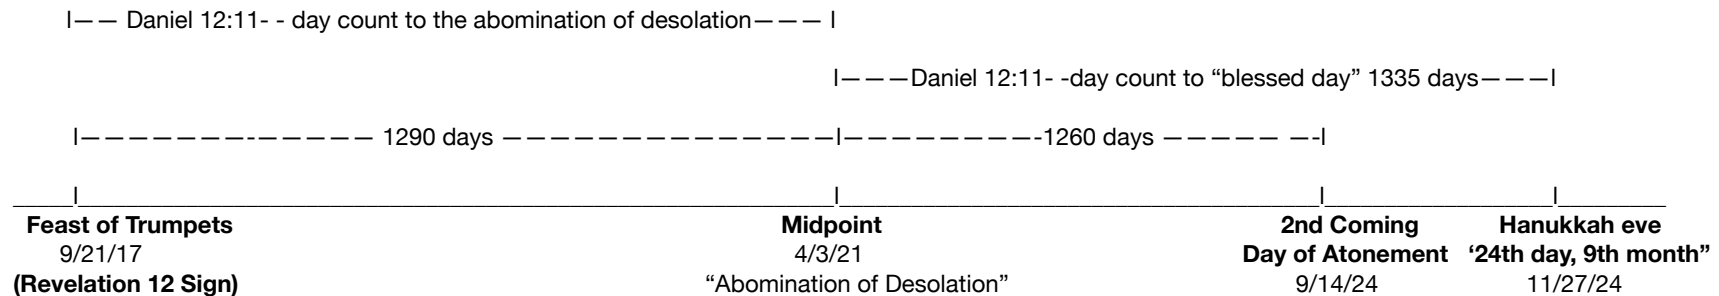 |—— Daniel 12:11- - day count to the abomination of desolation——— |
|———Daniel 12:11- -day count to “blessed day” 1335 days———|
|———————-————— 1290 days ——————————————|————————-1260 days ————— —-|
Feast of Trumpets Midpoint 2nd Coming Hanukkah eve
9/21/17 4/3/21 Day of Atonement ‘24th day, 9th month”
(Revelation 12 Sign) “Abomination of Desolation” 9/14/24 11/27/24